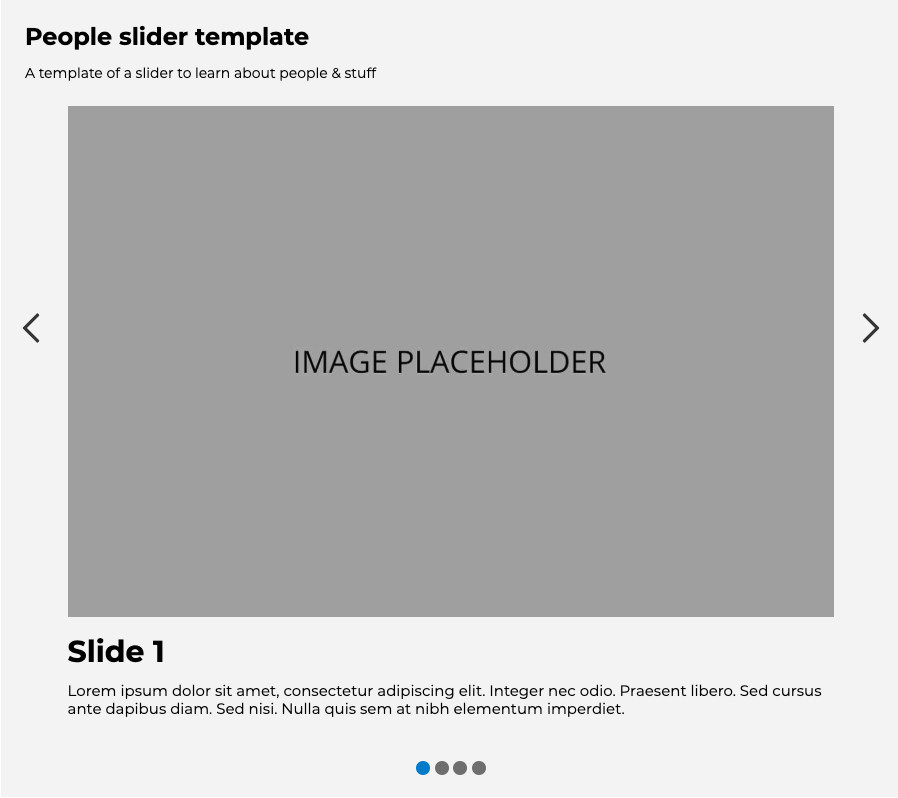 People slider template
A template of a slider to learn about people & stuff
IMAGE PLACEHOLDER
Slide 1
Lorem ipsum dolor sit amet, consectetur adipiscing elit. Integer nec odio. Praesent libero. Sed cursus
ante dapibus diam. Sed nisi. Nulla quis sem at nibh elementum imperdiet.